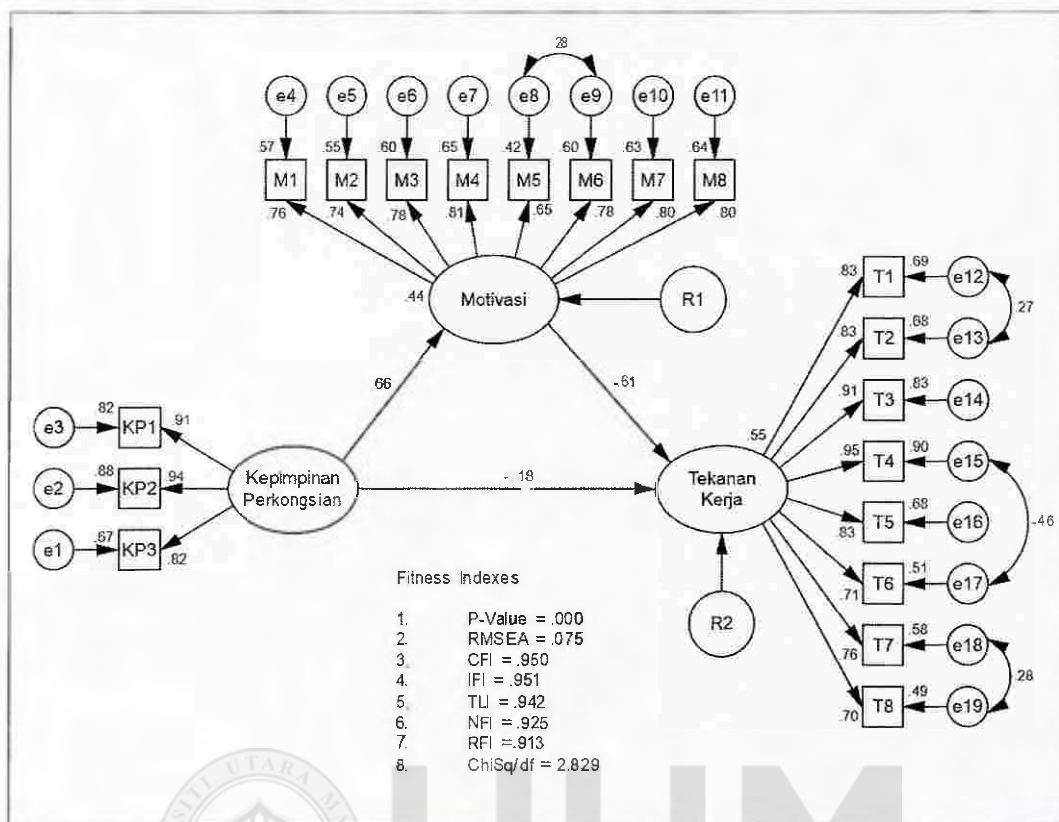 28
e4 e5 e6 e7 e8 e9 e10 e11
.57 .55 .60 .65 .42 .60 .63 .64
M1 M2 M3 M4 M5 M6 M7 M8
.76 .74 .78 .81 .65 .78 .80 .80
.44 Motivasi R1
66 -.61
.83 T1 .69 e12
.27
.83 T2 .68 e13
.91 T3 .83 e14
.55
.95 T4 .90 e15
.83 T5 .68 e16
-.46
.71 T6 .51 e17
.76 T7 .58 e18
.28
.70 T8 .49 e19
e3 .82 KP1 .91
e2 .88 KP2 .94
e1 .67 KP3 .82
Kepimpinan
Perkongsian
-.18
Tekanan
Kerja
R2
Fitness Indexes
1. P-Value = .000
2. RMSEA = .075
3. CFI = .950
4. IFI = .951
5. TLI = .942
6. NFI = .925
7. RFI = .913
8. ChiSq/df = 2.829
SITI UTARA MA
UUM